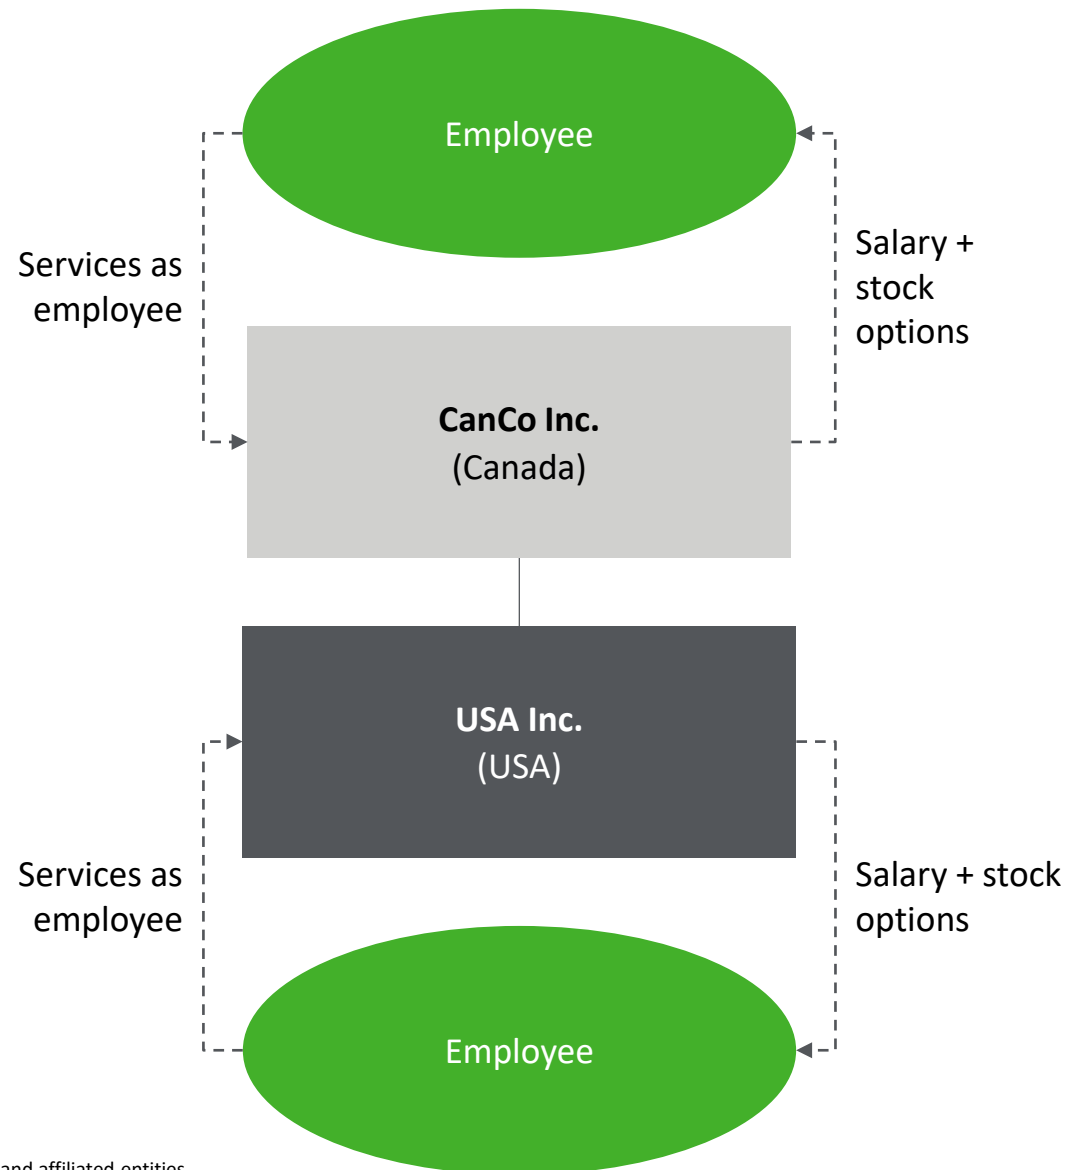 Employee
Services as
employee
Salary +
stock
options
CanCo Inc.
(Canada)
USA Inc.
(USA)
Services as
employee
Salary + stock
options
Employee
and affiliated entities